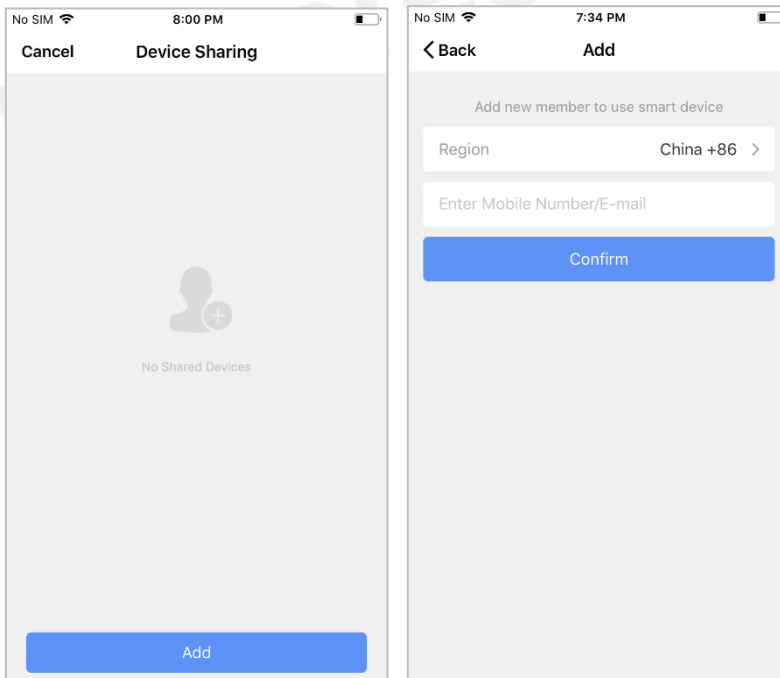 No SIM 8:00 PM
Cancel Device Sharing
No Shared Devices
Add
No SIM 7:34 PM
Back Add
Add new member to use smart device
Region China +86
Enter Mobile Number/E-mail
Confirm